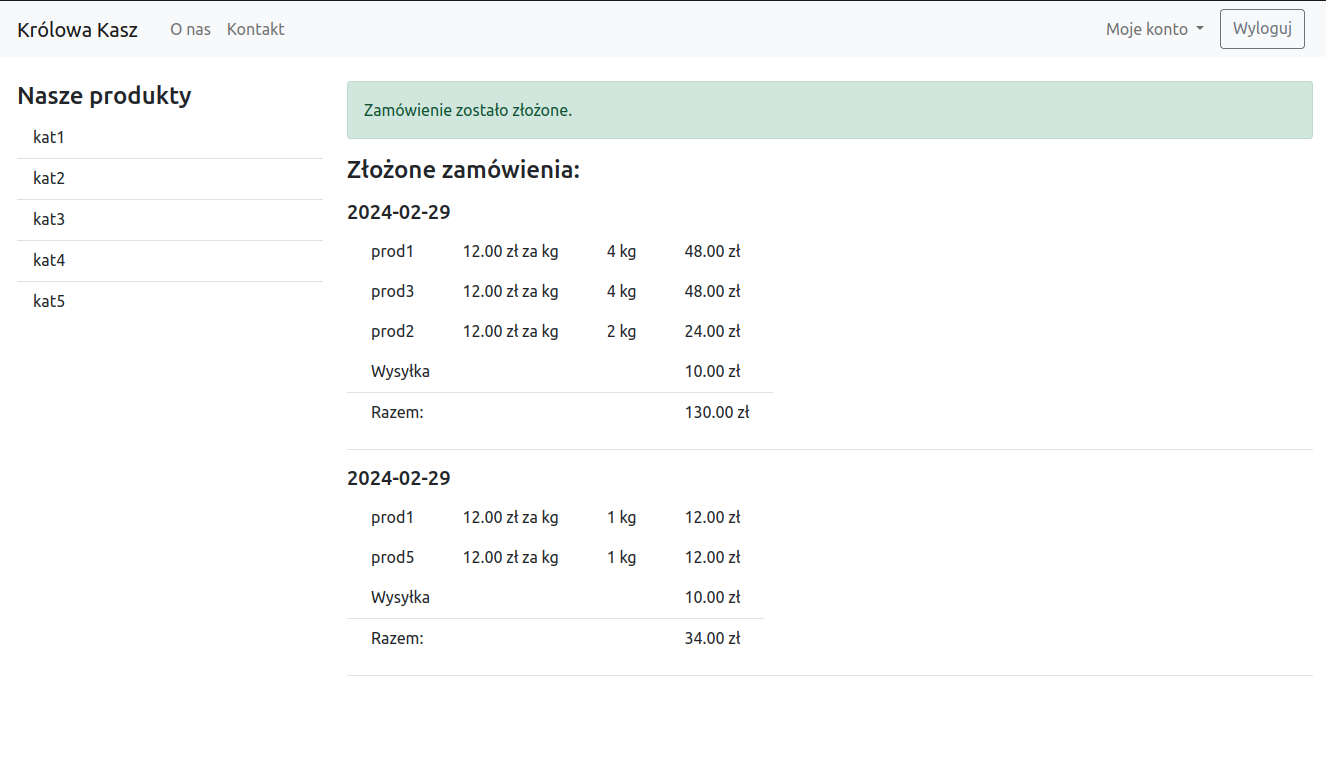 Królowa Kasz O nas Kontakt Moje konto Wyloguj
Nasze produkty
kat1
kat2
kat3
kat4
kat5
Zamówienie zostało złożone.
Złożone zamówienia:
2024-02-29
prod1 12.00 zł za kg 4 kg 48.00 zł
prod3 12.00 zł za kg 4 kg 48.00 zł
prod2 12.00 zł za kg 2 kg 24.00 zł
Wysyłka 10.00 zł
Razem: 130.00 zł
2024-02-29
prod1 12.00 zł za kg 1 kg 12.00 zł
prod5 12.00 zł za kg 1 kg 12.00 zł
Wysyłka 10.00 zł
Razem: 34.00 zł